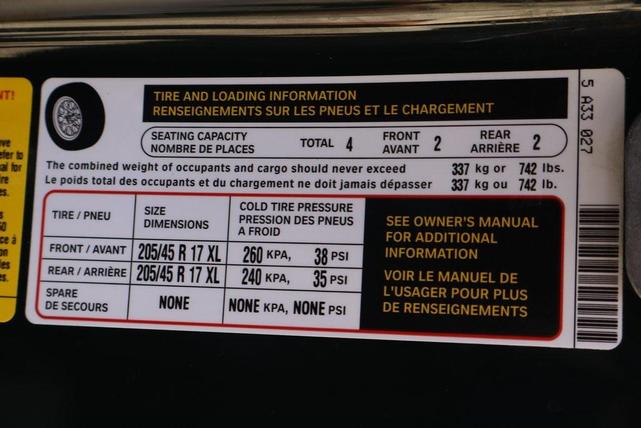 NT!
TIRE AND LOADING INFORMATION
RENSEIGNEMENTS SUR LES PNEUS ET LE CHARGEMENT
SEATING CAPACITY
NOMBRE DE PLACES
TOTAL 4
FRONT
AVANT 2
REAR
ARRIÈRE 2
The combined weight of occupants and cargo should never exceed 337 kg or 742 lbs.
Le poids total des occupants et du chargement ne doit jamais dépasser 337 kg ou 742 lb.
TIRE / PNEU
SIZE
DIMENSIONS
COLD TIRE PRESSURE
PRESSION DES PNEUS
A FROID
FRONT / AVANT 205/45 R 17 XL 260 KPA, 38 PSI
REAR / ARRIÈRE 205/45 R 17 XL 240 KPA, 35 PSI
SPARE
DE SECOURS
NONE
NONE KPA, NONE PSI
SEE OWNER'S MANUAL
FOR ADDITIONAL
INFORMATION
VOIR LE MANUEL DE
L'USAGER POUR PLUS
DE RENSEIGNEMENTS
5 A33 027